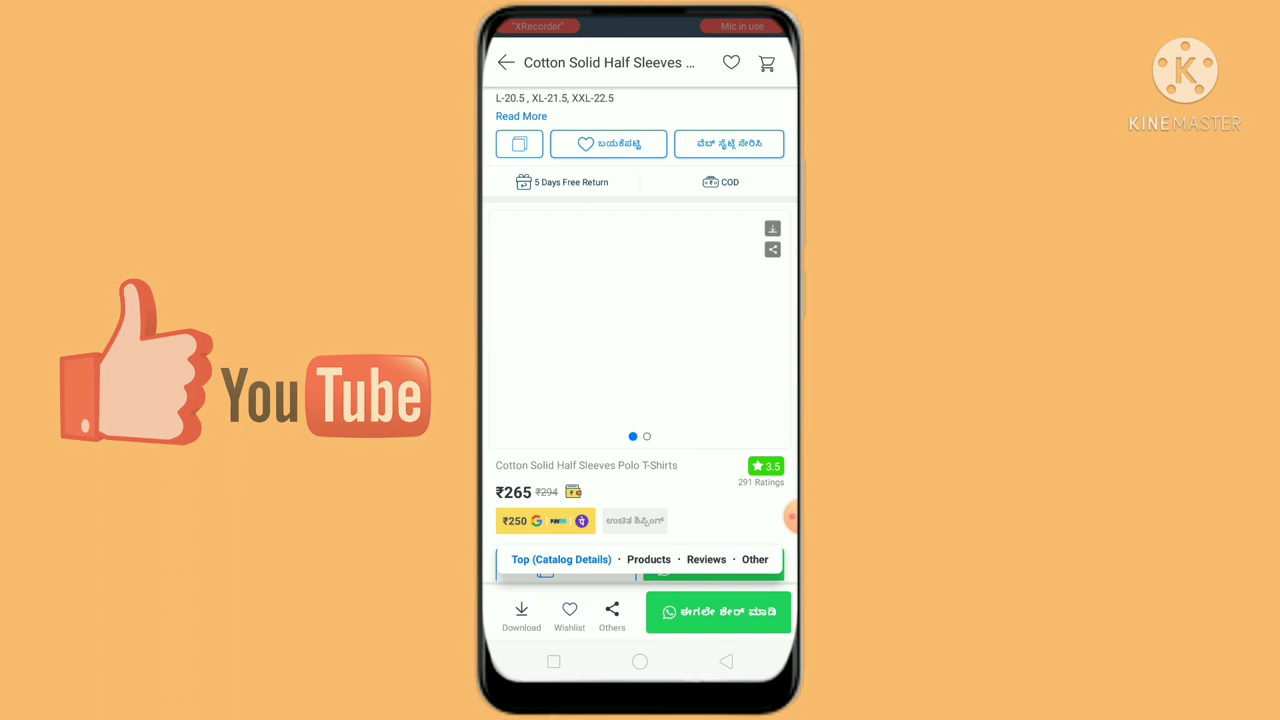 "XRecorder"
Mic in use
Cotton Solid Half Sleeves ...
L-20.5 , XL-21.5, XXL-22.5
Read More
ಬಯಕೆಪಟ್ಟಿ
ವೆಬ್ ಸೈಟ್ಗೆ ಸೇರಿಸಿ
5 Days Free Return
COD
KINEMASTER
YouTube
Cotton Solid Half Sleeves Polo T-Shirts
3.5
291 Ratings
₹265 ₹294
₹250
ಉಚಿತ ಶಿಪ್ಪಿಂಗ್
Top (Catalog Details) · Products · Reviews · Other
Download
Wishlist
Others
ಈಗಲೇ ಶೇರ್ ಮಾಡಿ